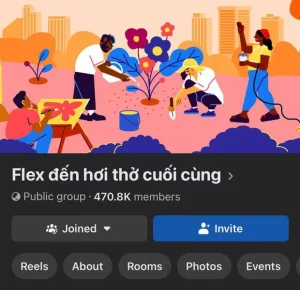 Flex đến hơi thở cuối cùng
Public group · 470.8K members
Joined
Invite
Reels
About
Rooms
Photos
Events